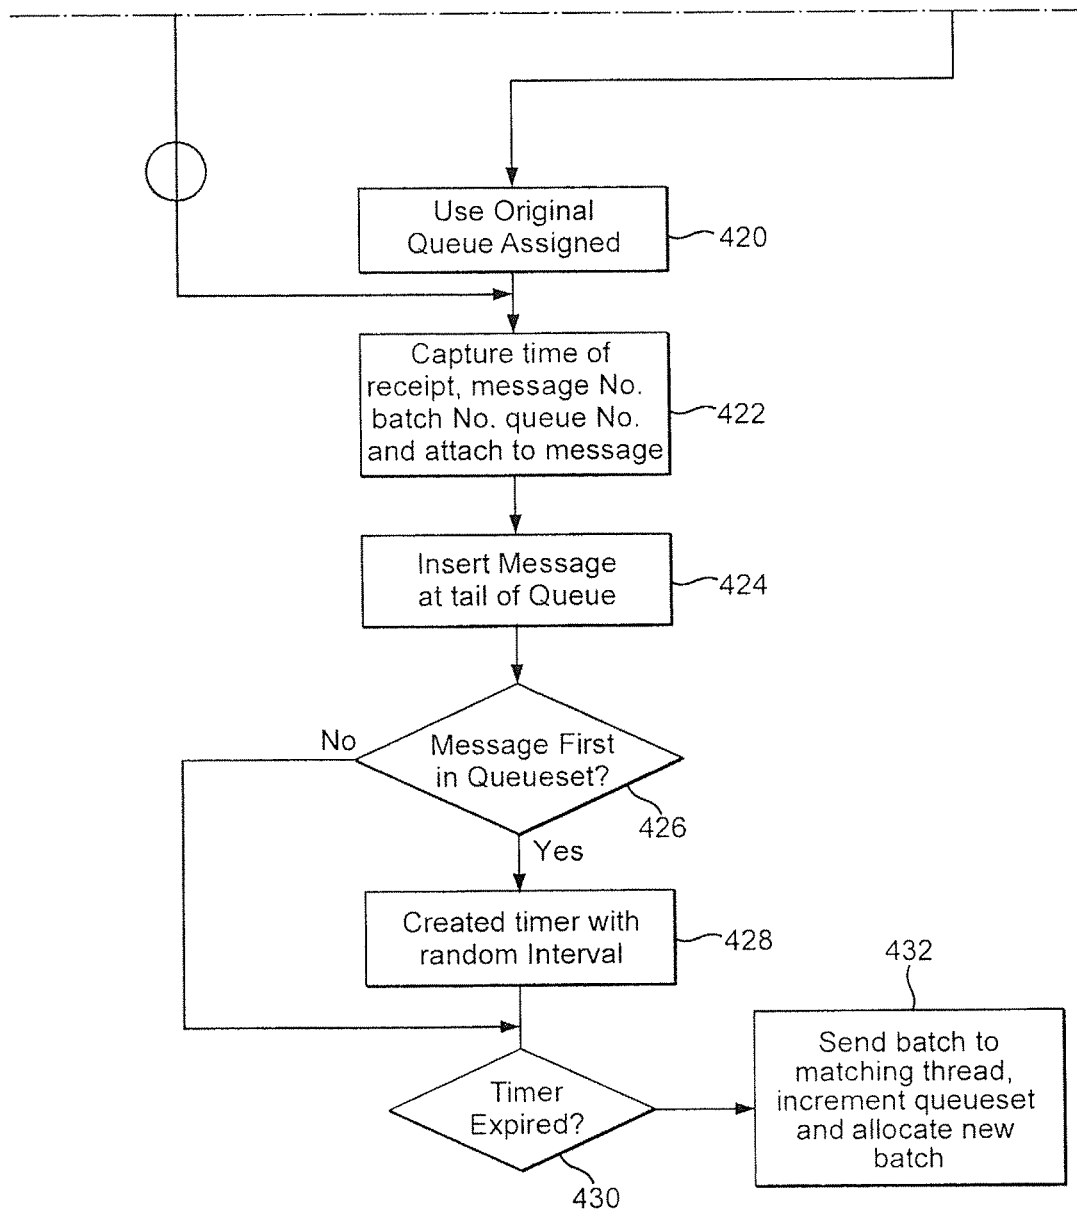 Use Original
Queue Assigned
420
Capture time of
receipt, message No.
batch No. queue No.
and attach to message
422
Insert Message
at tail of Queue
424
No
Message First
in Queueset?
426
Yes
Created timer with
random Interval
428
432
Send batch to
matching thread,
increment queueset
and allocate new
batch
Timer
Expired?
430